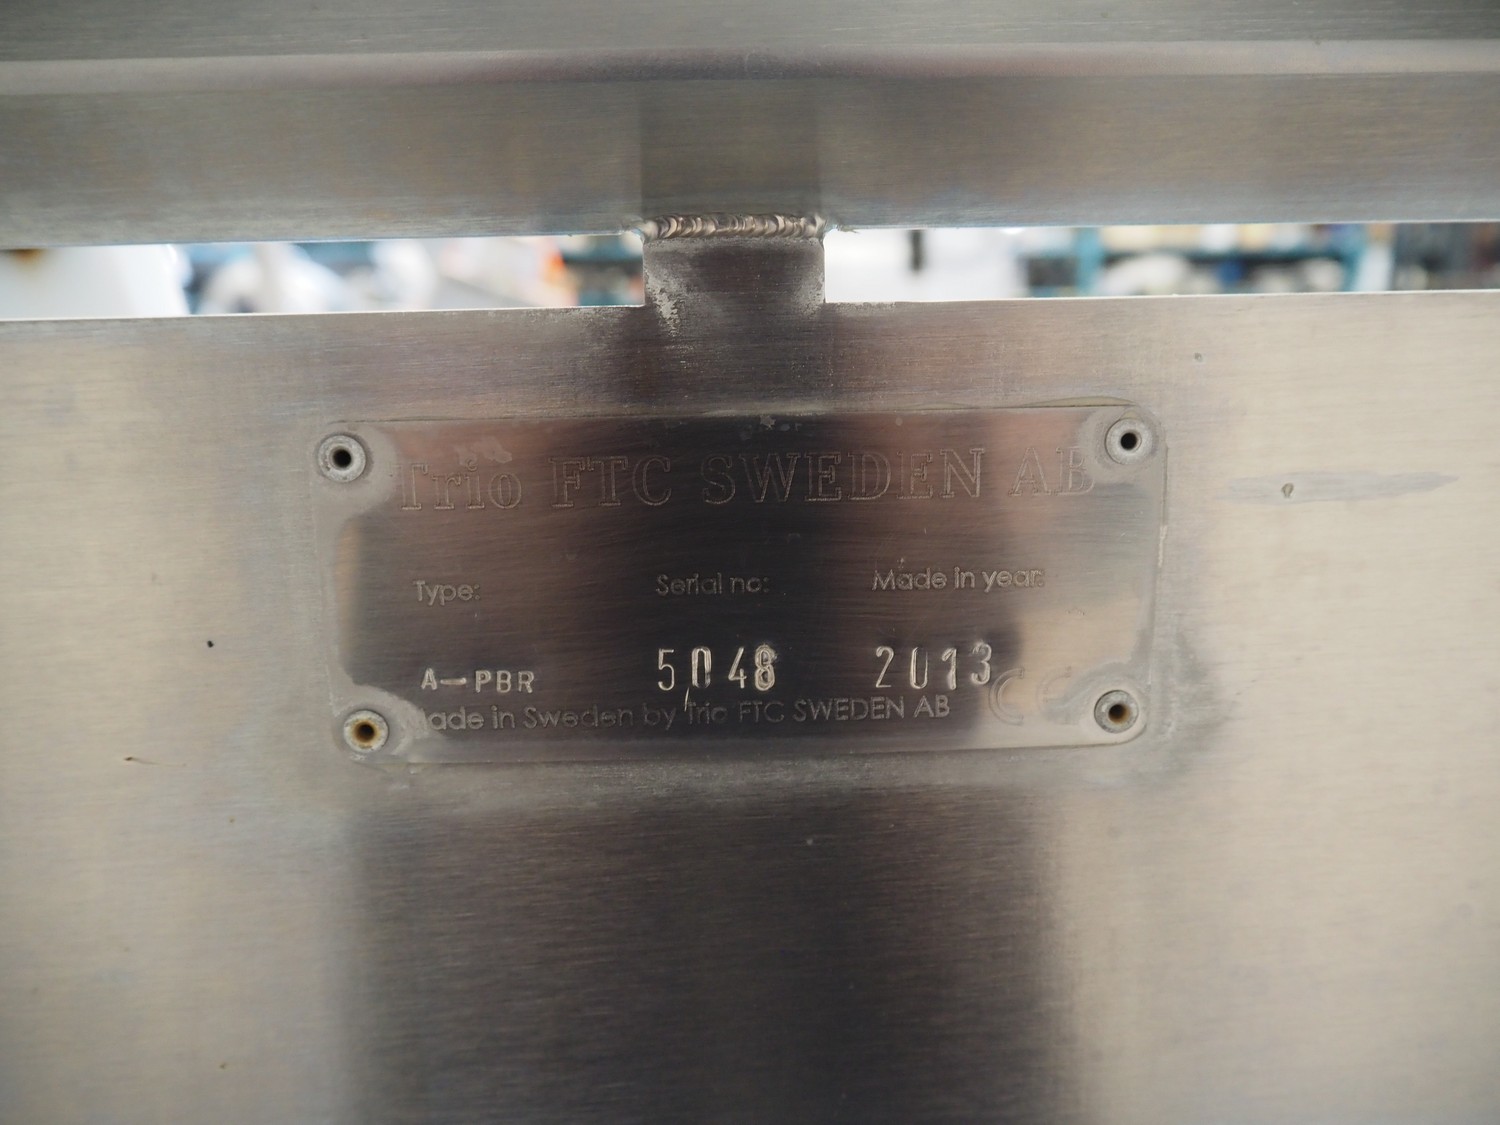 Trio FTC SWEDEN AB
Type: Serial no: Made in year:
A-PBR 5048 2013
Made in Sweden by Trio FTC SWEDEN AB CE